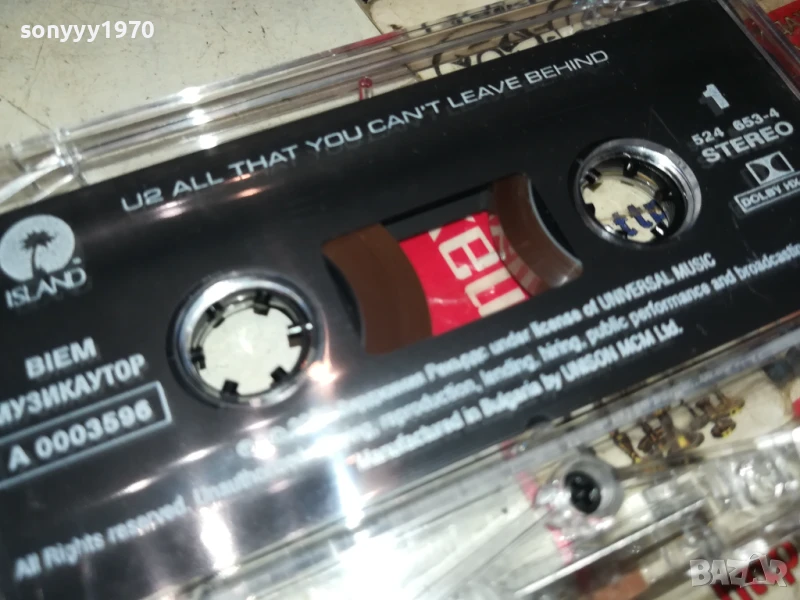 sonyyy1970
U2 ALL THAT YOU CAN'T LEAVE BEHIND
1
524 653-4
STEREO
DOLBY HX
ISLAND
BIEM
МУЗИКАУТОР
A 0003596
under license of UNIVERSAL MUSIC
reproduction, lending, hiring, public performance and broadcasting
Manufactured in Bulgaria by UNISON MCM Ltd.
All Rights reserved.
BAZAR